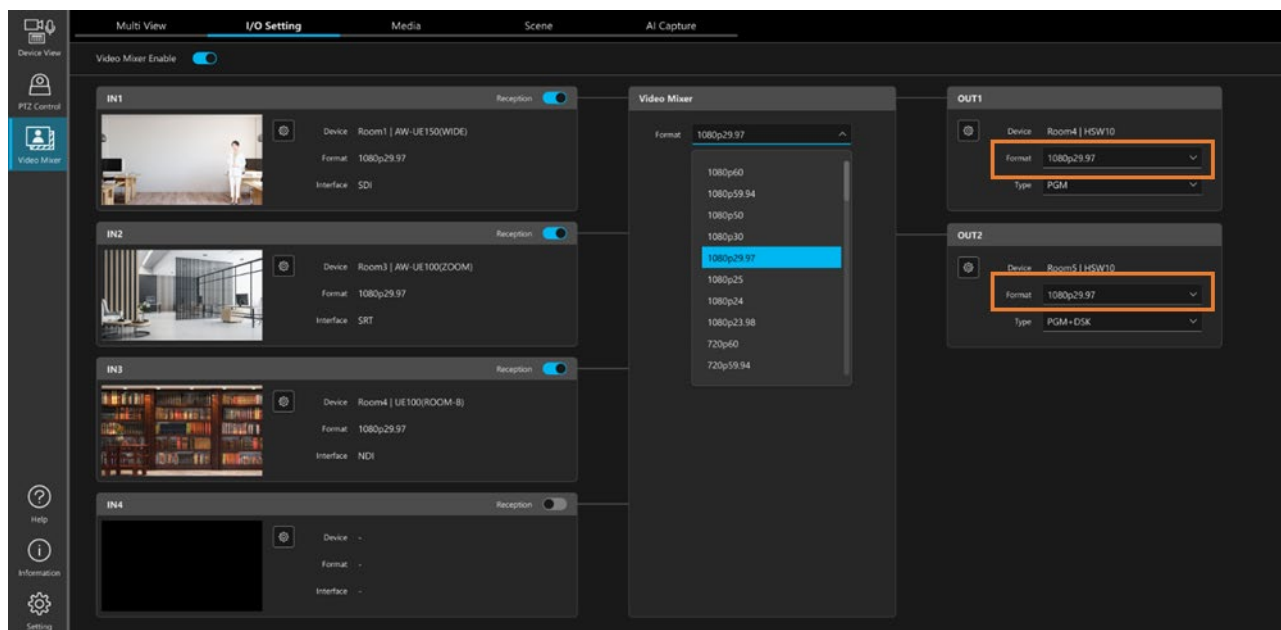 Multi View
I/O Setting
Media
Scene
AI Capture
Device View
PTZ Control
Video Mixer
Help
Information
Setting
Video Mixer Enable
IN1
Reception
Device Room1 | AW-UE150(WIDE)
Format 1080p29.97
Interface SDI
IN2
Reception
Device Room3 | AW-UE100(ZOOM)
Format 1080p29.97
Interface SRT
IN3
Reception
Device Room4 | UE100(ROOM-B)
Format 1080p29.97
Interface NDI
IN4
Reception
Device -
Format -
Interface -
Video Mixer
Format 1080p29.97
1080p60
1080p59.94
1080p50
1080p30
1080p29.97
1080p25
1080p24
1080p23.98
720p60
720p59.94
OUT1
Device Room4 | HSW10
Format 1080p29.97
Type PGM
OUT2
Device Room5 | HSW10
Format 1080p29.97
Type PGM+DSK